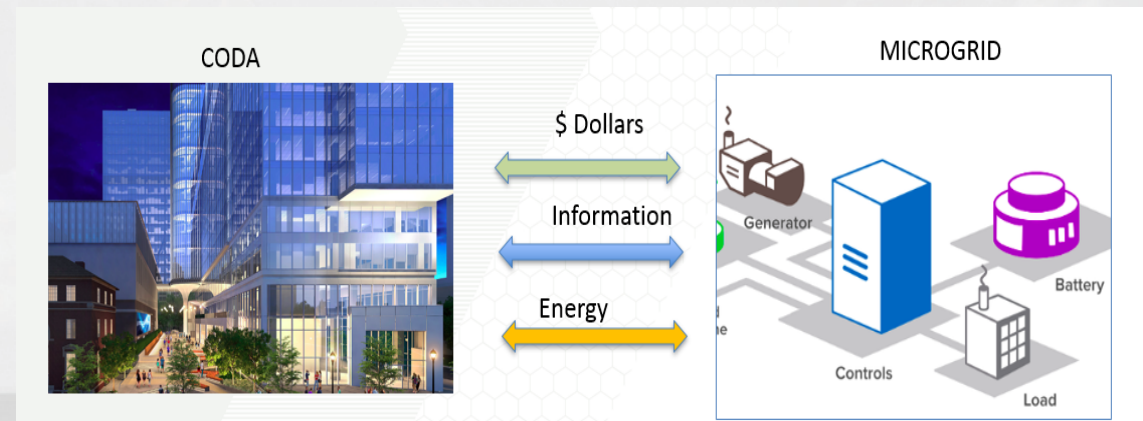 CODA
MICROGRID
$ Dollars
Information
Energy
Generator
Battery
Controls
Load